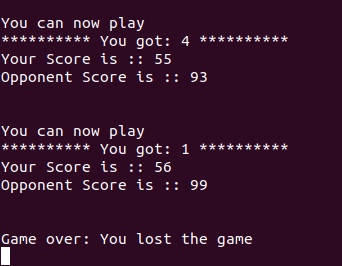 You can now play
********** You got: 4 **********
Your Score is :: 55
Opponent Score is :: 93
You can now play
********** You got: 1 **********
Your Score is :: 56
Opponent Score is :: 99
Game over: You lost the game